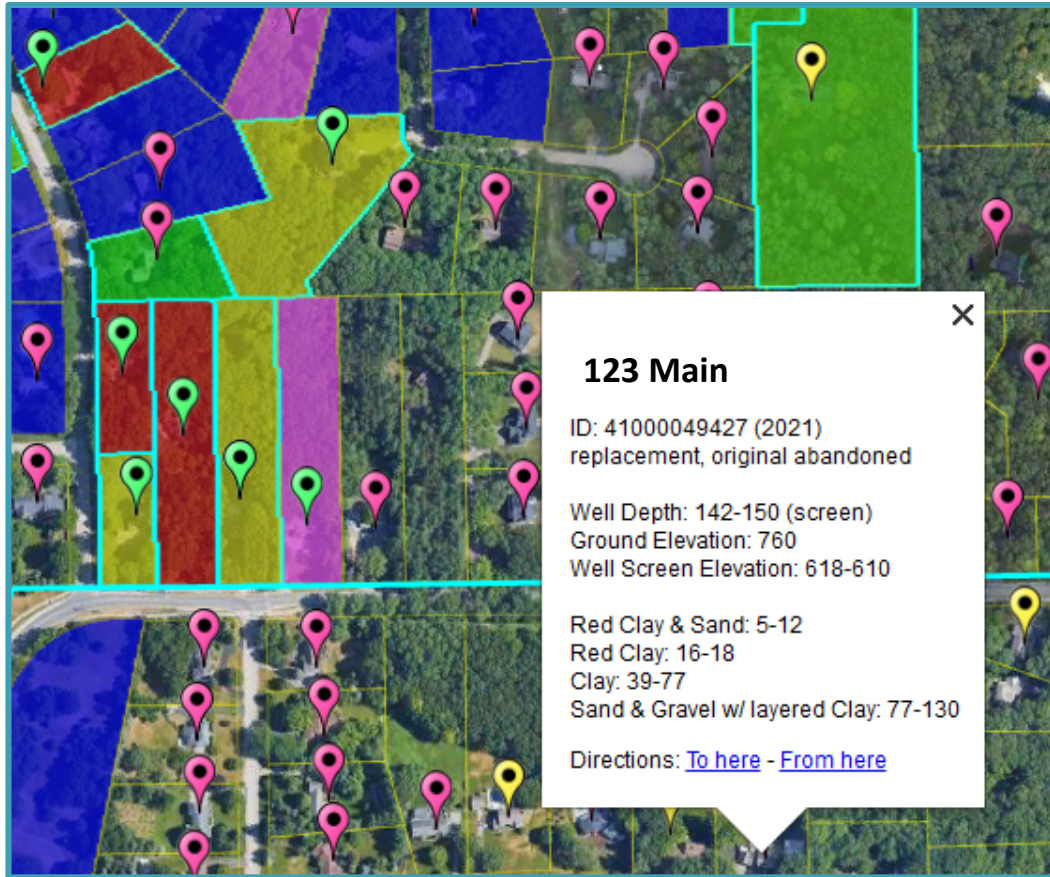 123 Main
ID: 41000049427 (2021)
replacement, original abandoned
Well Depth: 142-150 (screen)
Ground Elevation: 760
Well Screen Elevation: 618-610
Red Clay & Sand: 5-12
Red Clay: 16-18
Clay: 39-77
Sand & Gravel w/ layered Clay: 77-130
Directions: To here - From here